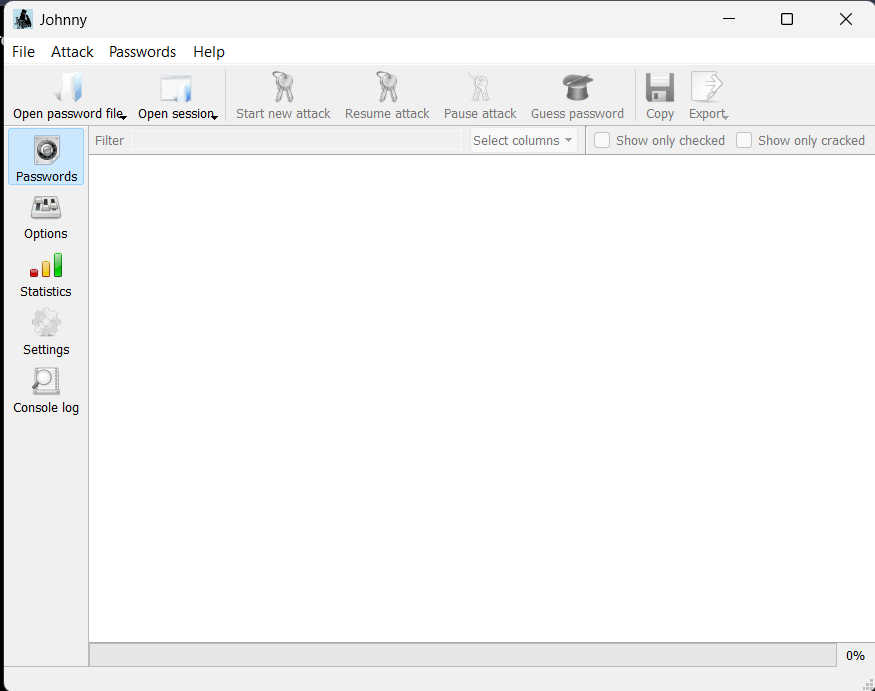 Johnny
File Attack Passwords Help
Open password file Open session Start new attack Resume attack Pause attack Guess password Copy Export
Filter Select columns Show only checked Show only cracked
Passwords
Options
Statistics
Settings
Console log
0%